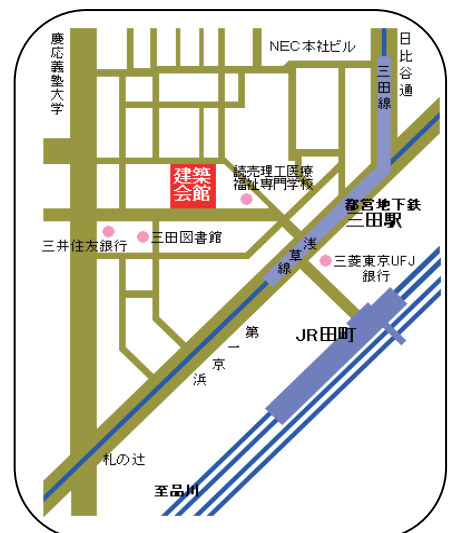 慶応義塾大学
NEC本社ビル
日比谷通
三田線
建築
会館
読売理工医療
福祉専門学校
都営地下鉄
三田駅
三井住友銀行
三田図書館
浅草線
三菱東京UFJ
銀行
JR田町
第一京浜
札の辻
至品川